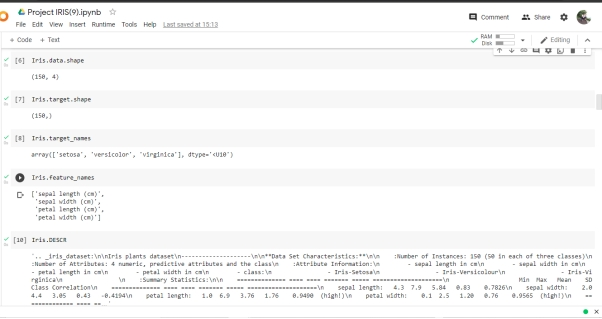 Project IRIS(9).ipynb
Comment Share
File Edit View Insert Runtime Tools Help Last saved at 15:13
+ Code + Text
RAM
Disk
Editing
[6] Iris.data.shape
(150, 4)
[7] Iris.target.shape
(150,)
[8] Iris.target_names
array(['setosa', 'versicolor', 'virginica'], dtype='<U10')
Iris.feature_names
['sepal length (cm)',
'sepal width (cm)',
'petal length (cm)',
'petal width (cm)']
[10] Iris.DESCR
'.. _iris_dataset:\n\nIris plants dataset\n--------------------\n\n**Data Set Characteristics:**\n\n :Number of Instances: 150 (50 in each of three classes)\n
:Number of Attributes: 4 numeric, predictive attributes and the class\n :Attribute Information:\n - sepal length in cm\n - sepal width in cm\n
- petal length in cm\n - petal width in cm\n - class:\n - Iris-Setosa\n - Iris-Versicolour\n - Iris-Vi
rginica\n \n :Summary Statistics:\n\n ============== ==== ==== ======= ===== ====================\n Min Max Mean SD
Class Correlation\n ============== ==== ==== ======= ===== ====================\n sepal length: 4.3 7.9 5.84 0.83 0.7826\n sepal width: 2.0
4.4 3.05 0.43 -0.4194\n petal length: 1.0 6.9 3.76 1.76 0.9490 (high!)\n petal width: 0.1 2.5 1.20 0.76 0.9565 (high!)\n ==
============ ==== ==